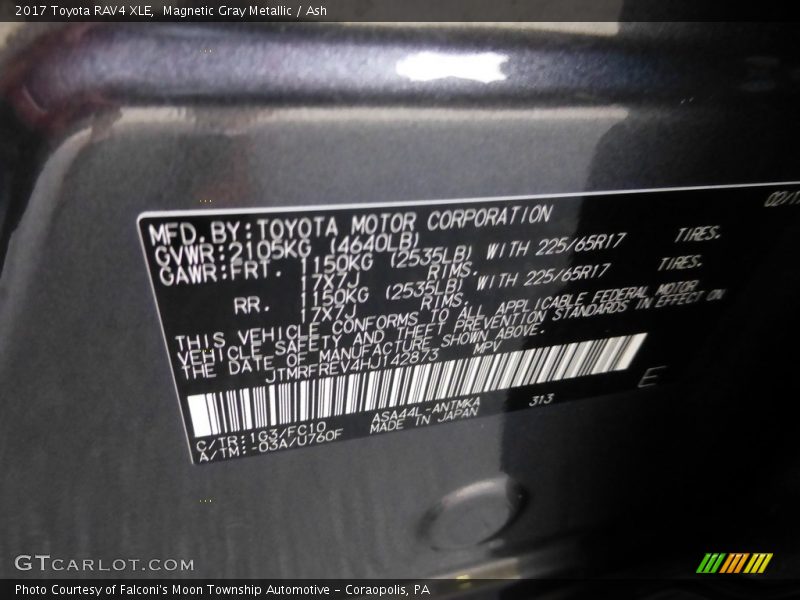 2017 Toyota RAV4 XLE, Magnetic Gray Metallic / Ash
02/17
MFD. BY: TOYOTA MOTOR CORPORATION
GVWR: 2105KG (4640LB)
GAWR: FRT. 1150KG (2535LB) WITH 225/65R17 TIRES.
17X7J RIMS.
RR. 1150KG (2535LB) WITH 225/65R17 TIRES.
17X7J RIMS.
THIS VEHICLE CONFORMS TO ALL APPLICABLE FEDERAL MOTOR
VEHICLE SAFETY AND THEFT PREVENTION STANDARDS IN EFFECT ON
THE DATE OF MANUFACTURE SHOWN ABOVE.
JTMRFREV4HJ142873 MPV
E
C/TR:1G3/FC10 ASA44L-ANTMKA 313
A/TM:-03A/U760F MADE IN JAPAN
GTCARLOT.COM
Photo Courtesy of Falconi's Moon Township Automotive - Coraopolis, PA